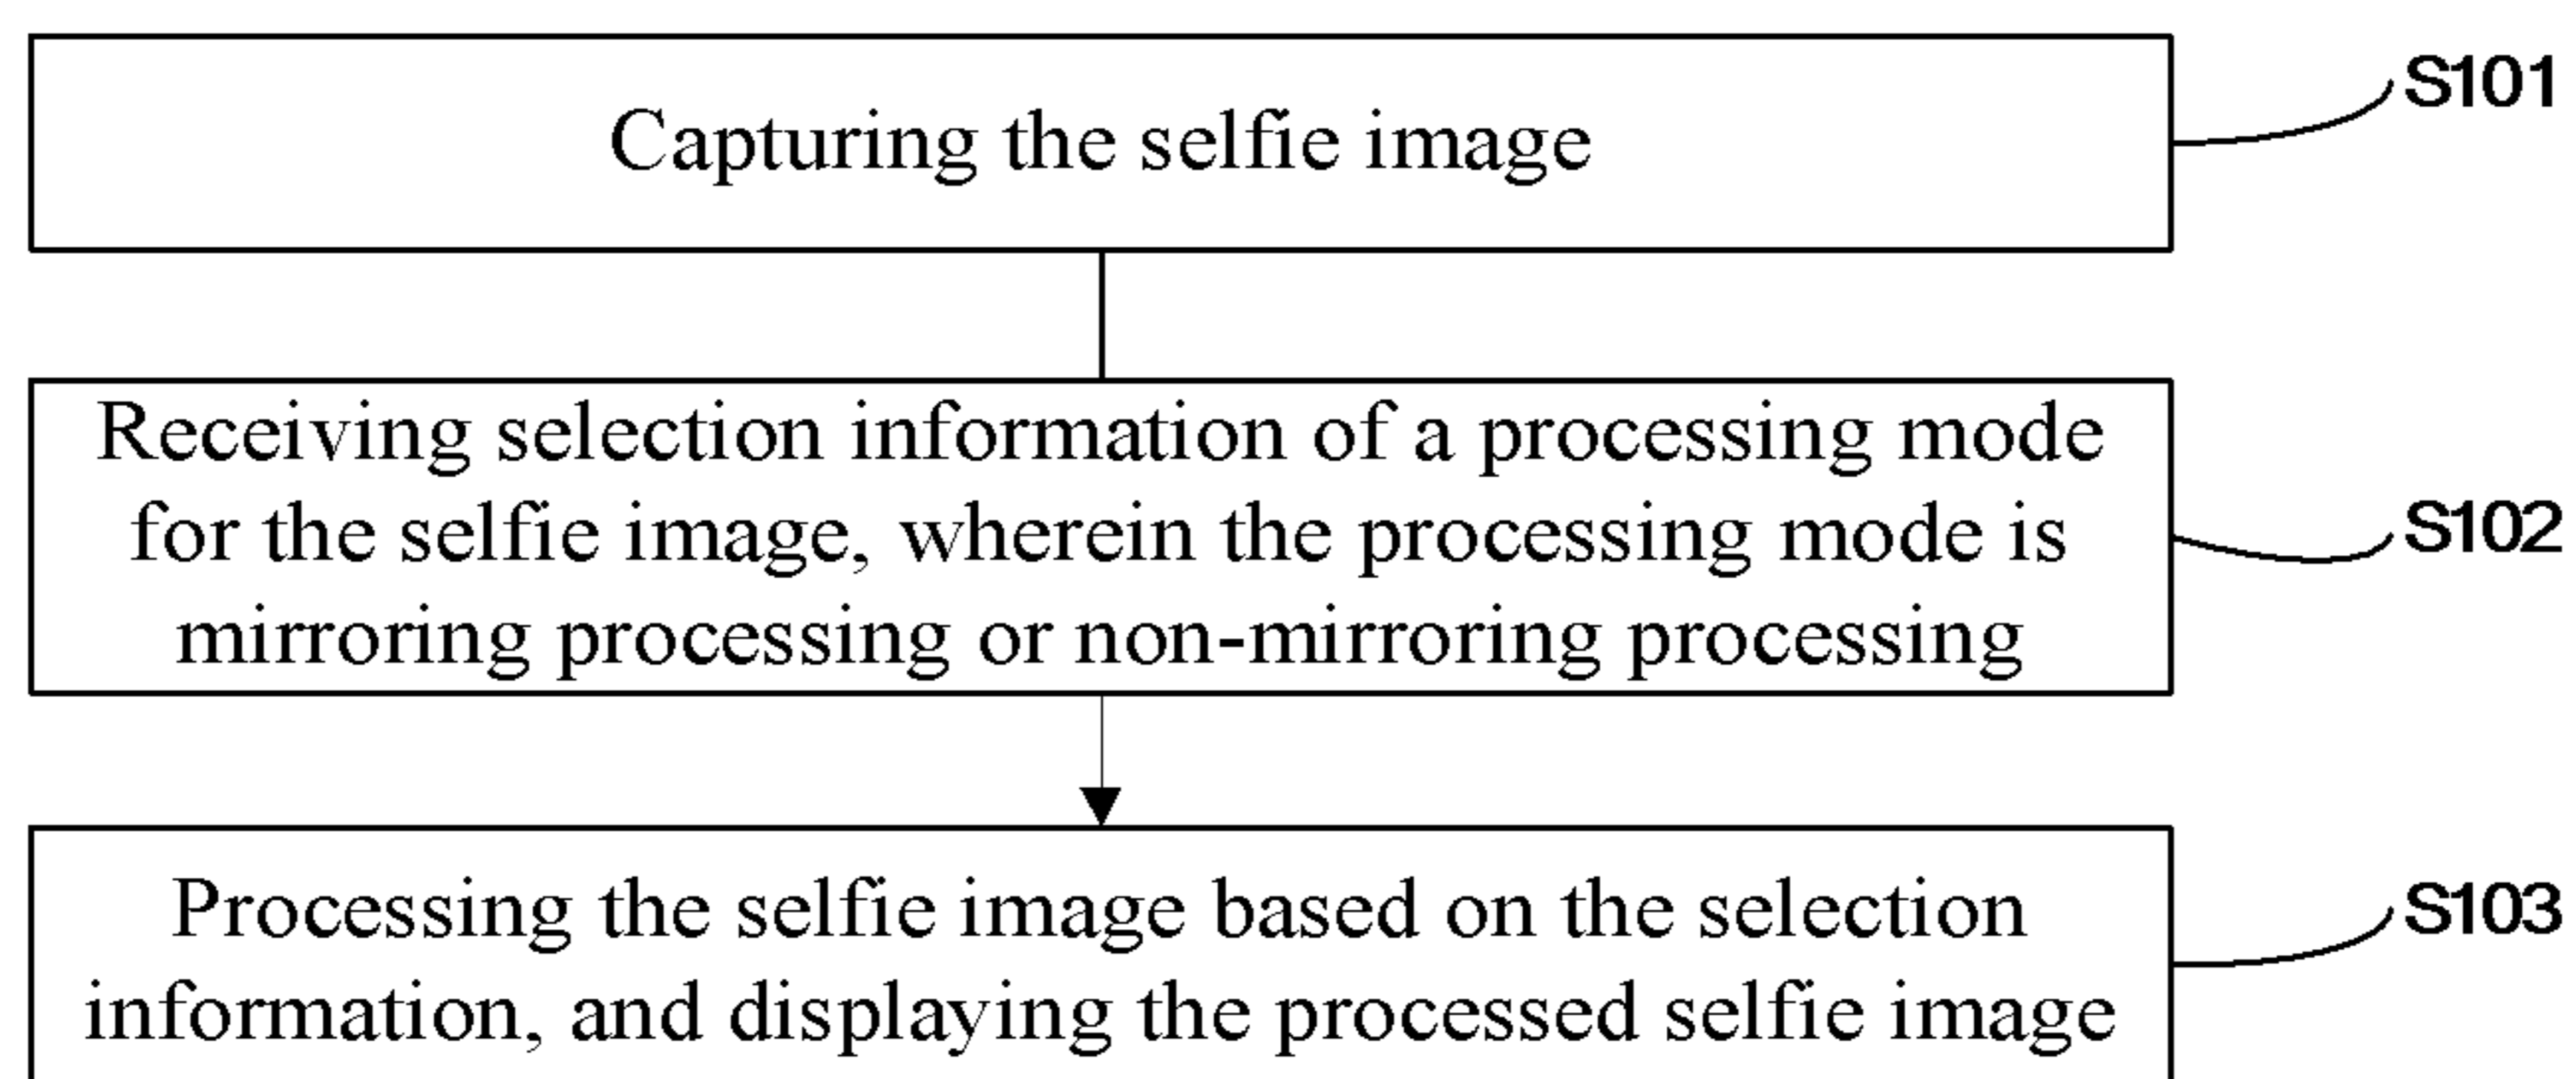 Capturing the selfie image
S101
Receiving selection information of a processing mode
for the selfie image, wherein the processing mode is
mirroring processing or non-mirroring processing
S102
Processing the selfie image based on the selection
information, and displaying the processed selfie image
S103